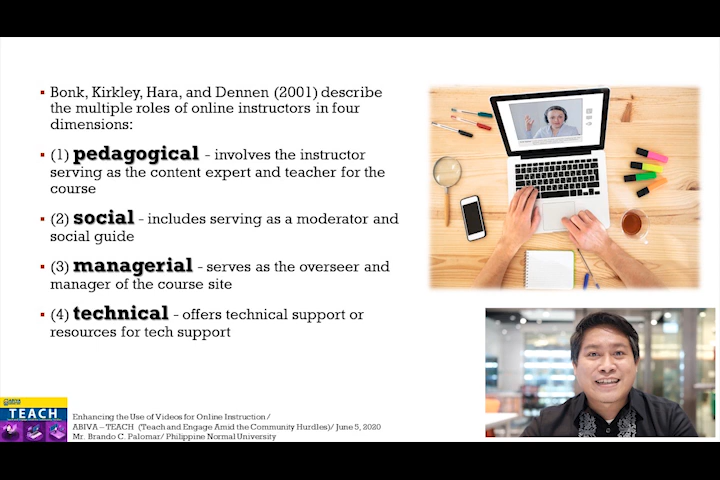 ▪ Bonk, Kirkley, Hara, and Dennen (2001) describe
the multiple roles of online instructors in four
dimensions:
▪ (1) pedagogical - involves the instructor
serving as the content expert and teacher for the
course
▪ (2) social - includes serving as a moderator and
social guide
▪ (3) managerial - serves as the overseer and
manager of the course site
▪ (4) technical - offers technical support or
resources for tech support
ABIVA
TEACH
Enhancing the Use of Videos for Online Instruction /
ABIVA – TEACH (Teach and Engage Amid the Community Hurdles)/ June 5, 2020
Mr. Brando C. Palomar/ Philippine Normal University